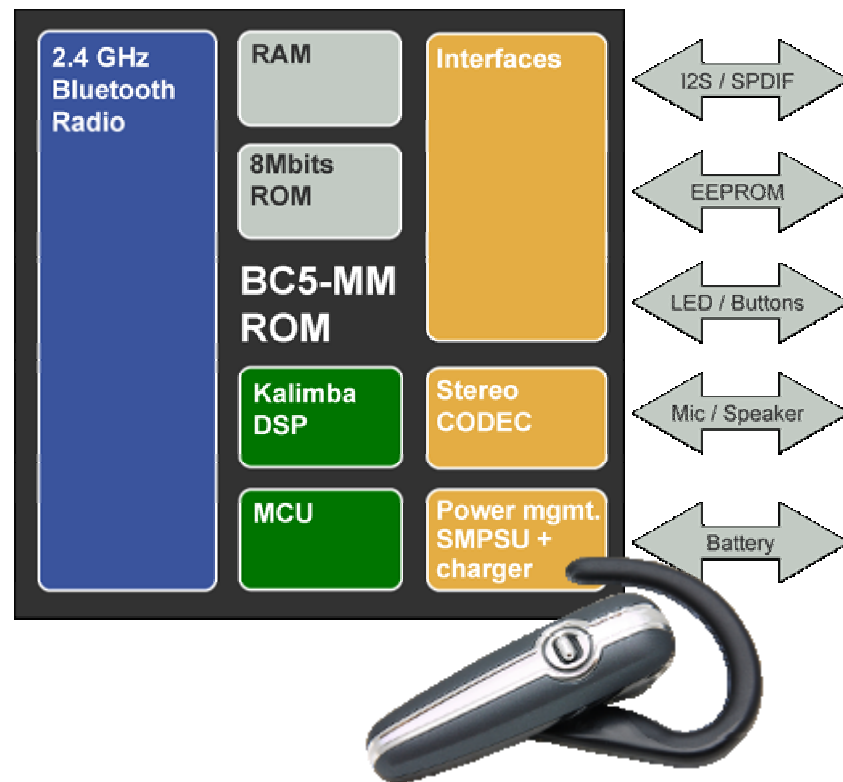 2.4 GHz
Bluetooth
Radio
RAM
8Mbits
ROM
BC5-MM
ROM
Kalimba
DSP
MCU
Interfaces
Stereo
CODEC
Power mgmt.
SMPSU +
charger
I2S / SPDIF
EEPROM
LED / Buttons
Mic / Speaker
Battery